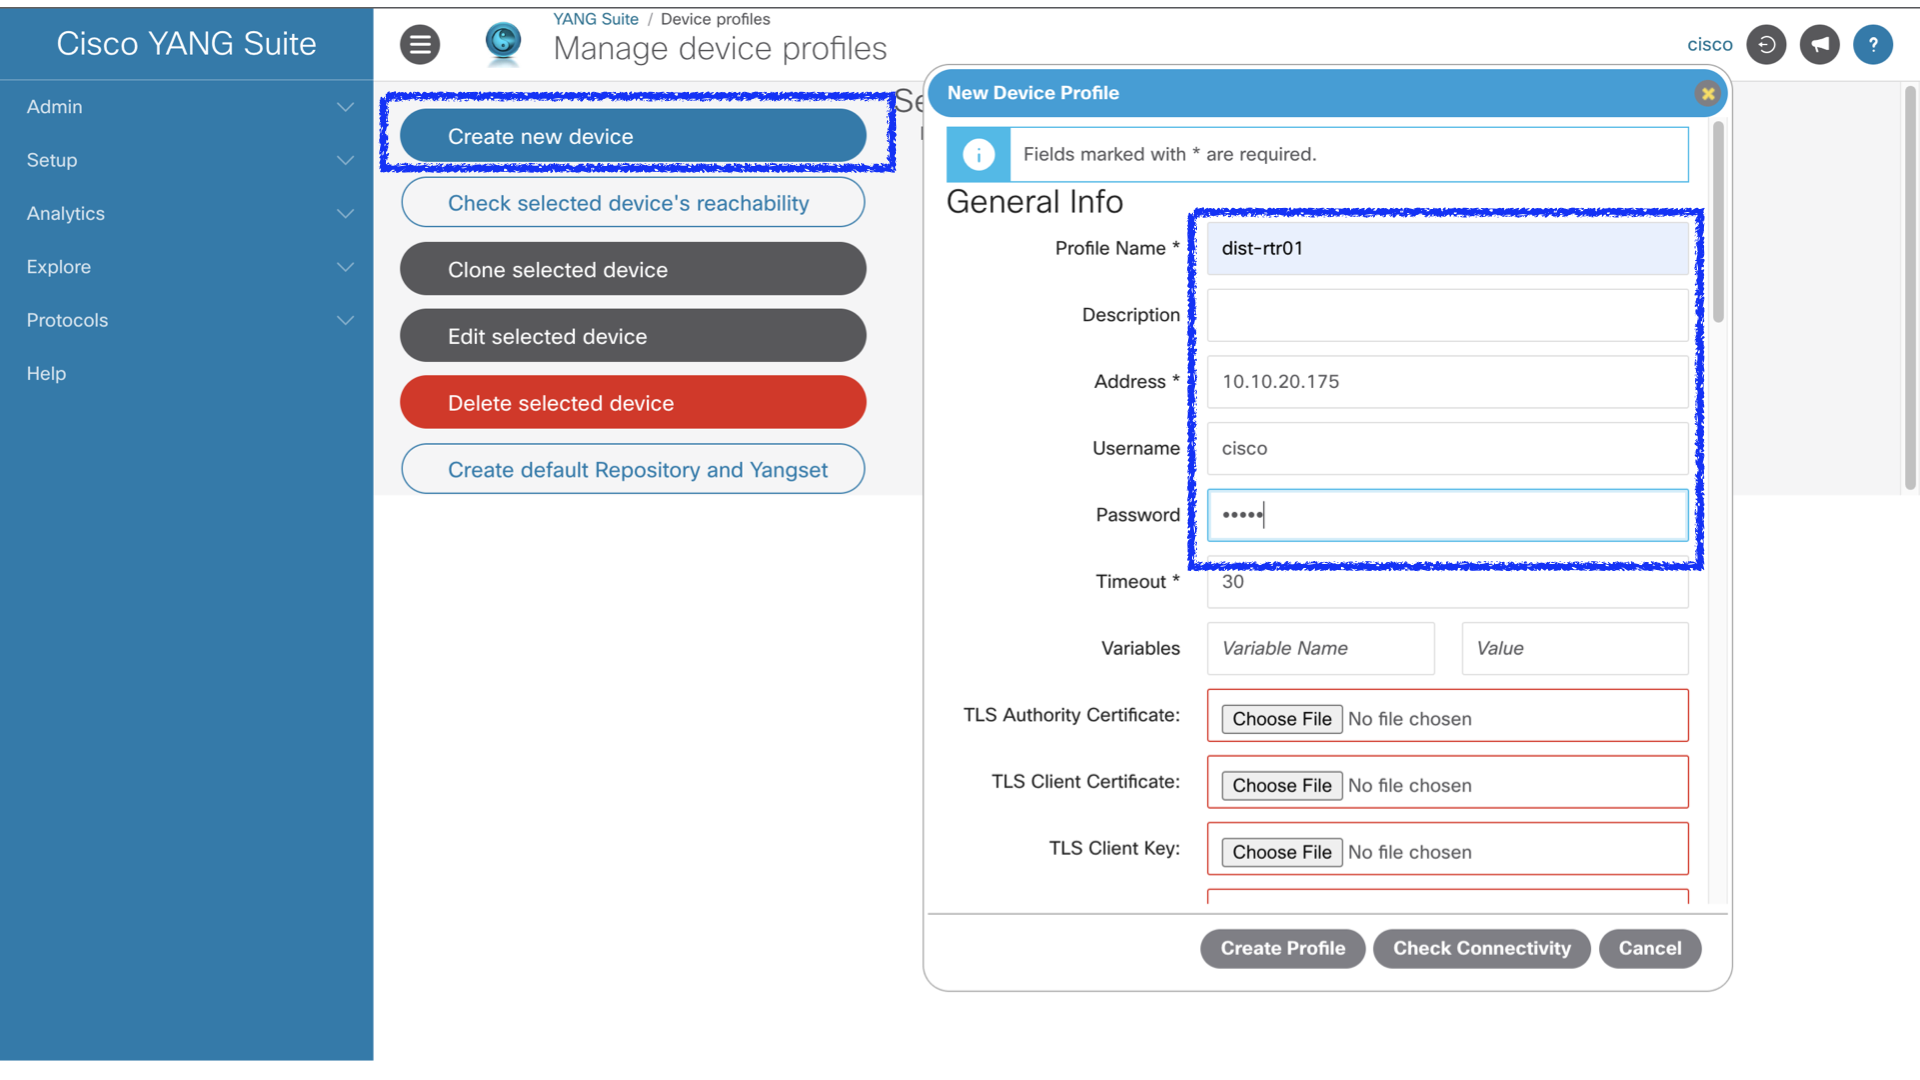 Cisco YANG Suite
Admin
Setup
Analytics
Explore
Protocols
Help
YANG Suite / Device profiles
Manage device profiles
cisco
?
Create new device
Check selected device's reachability
Clone selected device
Edit selected device
Delete selected device
Create default Repository and Yangset
New Device Profile
i Fields marked with * are required.
General Info
Profile Name * dist-rtr01
Description
Address * 10.10.20.175
Username cisco
Password •••••
Timeout * 30
Variables Variable Name Value
TLS Authority Certificate: Choose File No file chosen
TLS Client Certificate: Choose File No file chosen
TLS Client Key: Choose File No file chosen
Create Profile Check Connectivity Cancel